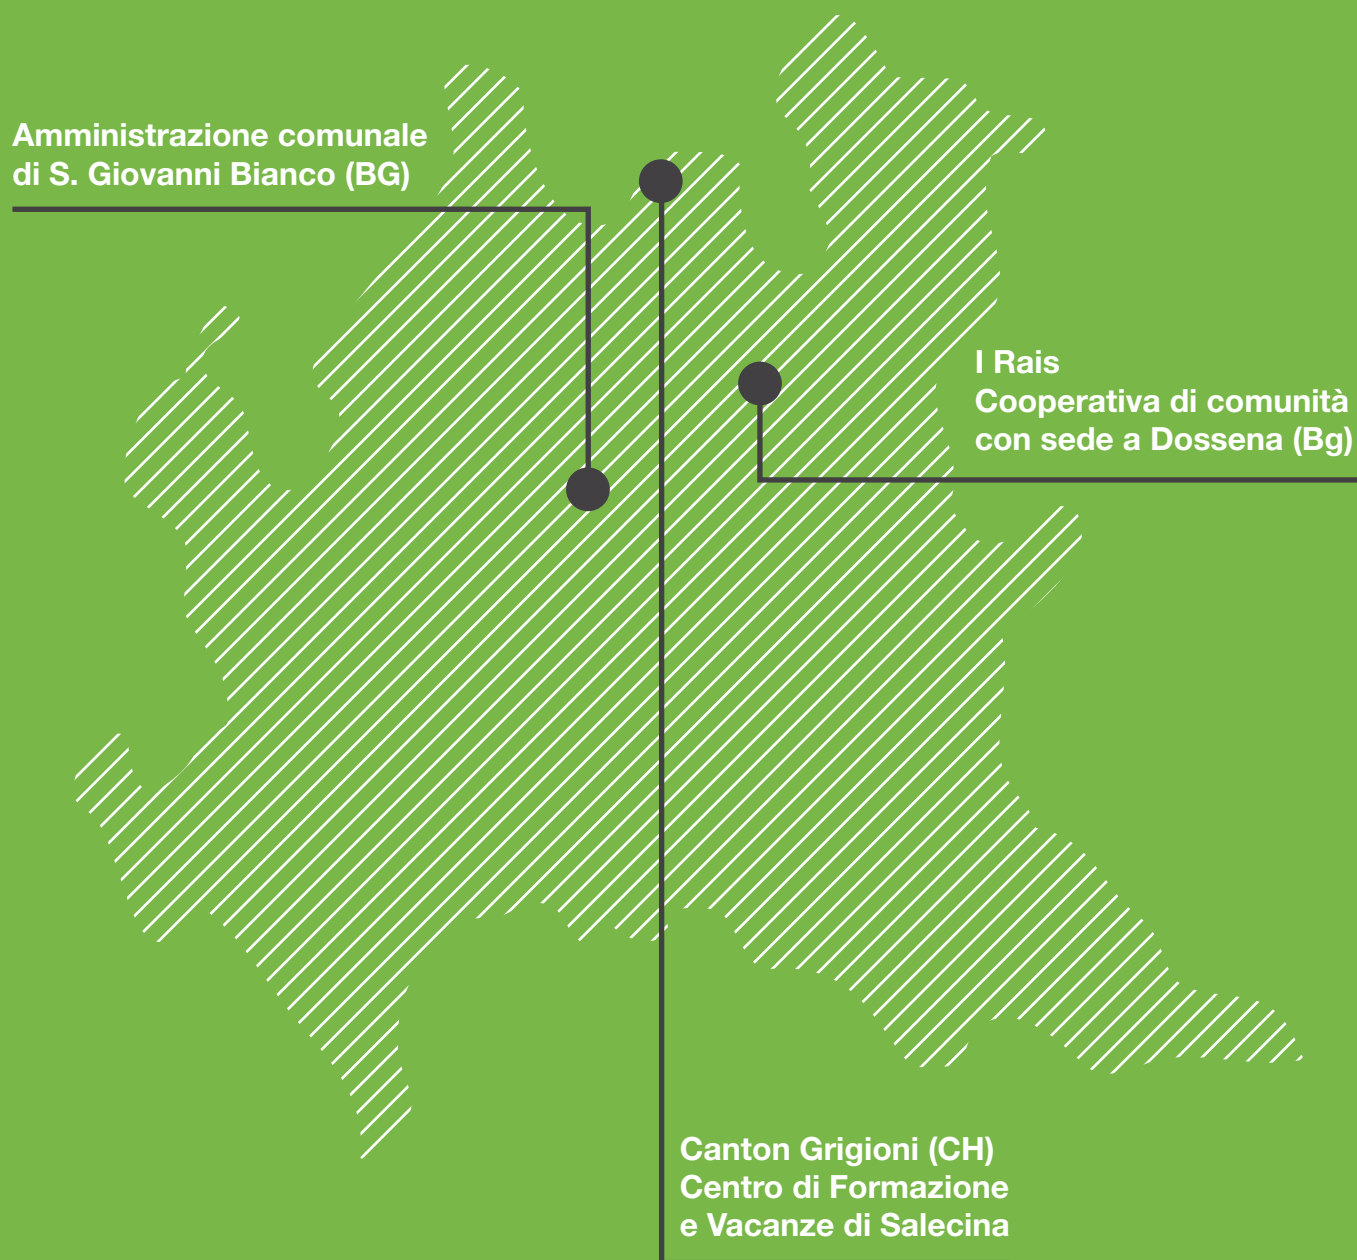 Amministrazione comunale
di S. Giovanni Bianco (BG)
I Rais
Cooperativa di comunità
con sede a Dossena (Bg)
Canton Grigioni (CH)
Centro di Formazione
e Vacanze di Salecina